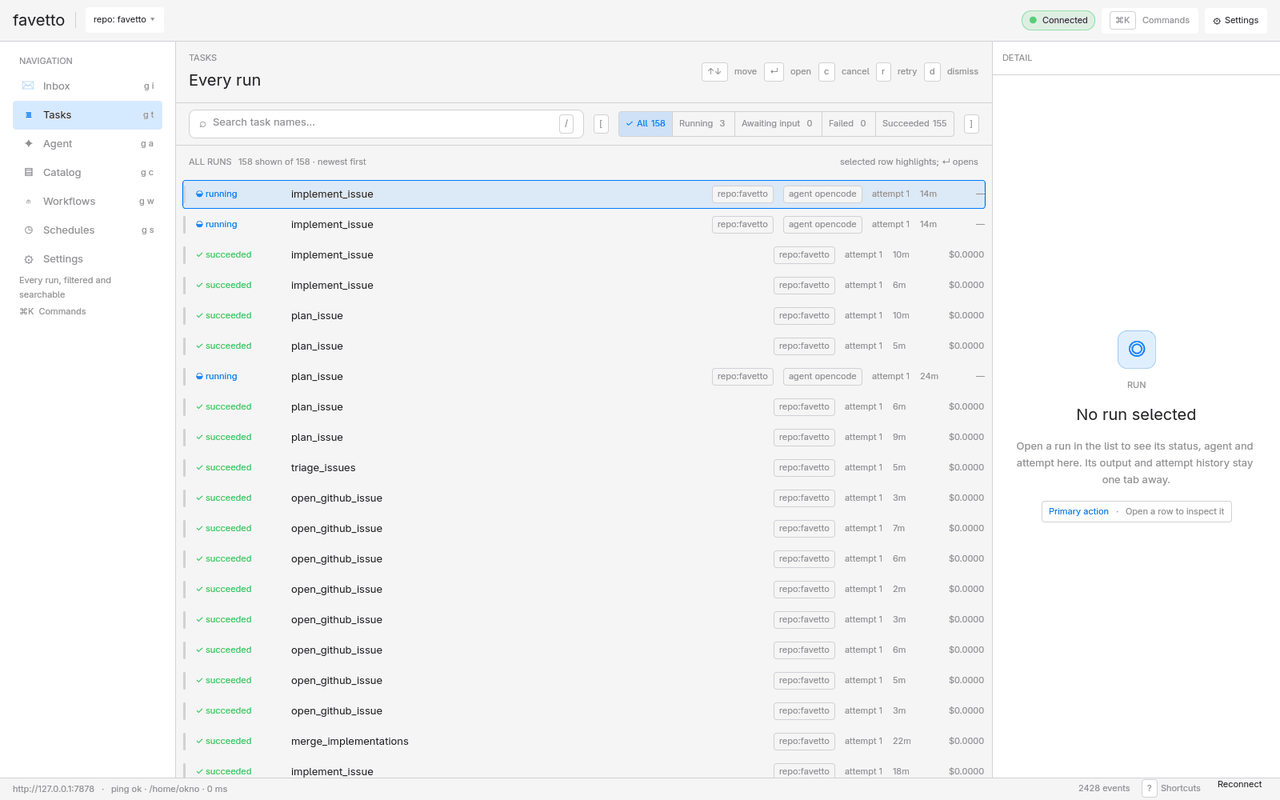 favetto
repo: favetto
Connected
⌘K Commands
Settings
NAVIGATION
Inbox g i
Tasks g t
Agent g a
Catalog g c
Workflows g w
Schedules g s
Settings
Every run, filtered and
searchable
⌘K Commands
TASKS
Every run
↑↓ move ↵ open c cancel r retry d dismiss
Search task names... /
[ ✓ All 158 Running 3 Awaiting input 0 Failed 0 Succeeded 155 ]
ALL RUNS 158 shown of 158 · newest first
selected row highlights; ↵ opens
running implement_issue repo:favetto agent opencode attempt 1 14m —
running implement_issue repo:favetto agent opencode attempt 1 14m —
✓ succeeded implement_issue repo:favetto attempt 1 10m $0.0000
✓ succeeded implement_issue repo:favetto attempt 1 6m $0.0000
✓ succeeded plan_issue repo:favetto attempt 1 10m $0.0000
✓ succeeded plan_issue repo:favetto attempt 1 5m $0.0000
running plan_issue repo:favetto agent opencode attempt 1 24m —
✓ succeeded plan_issue repo:favetto attempt 1 6m $0.0000
✓ succeeded plan_issue repo:favetto attempt 1 9m $0.0000
✓ succeeded triage_issues repo:favetto attempt 1 5m $0.0000
✓ succeeded open_github_issue repo:favetto attempt 1 3m $0.0000
✓ succeeded open_github_issue repo:favetto attempt 1 7m $0.0000
✓ succeeded open_github_issue repo:favetto attempt 1 6m $0.0000
✓ succeeded open_github_issue repo:favetto attempt 1 2m $0.0000
✓ succeeded open_github_issue repo:favetto attempt 1 3m $0.0000
✓ succeeded open_github_issue repo:favetto attempt 1 6m $0.0000
✓ succeeded open_github_issue repo:favetto attempt 1 5m $0.0000
✓ succeeded open_github_issue repo:favetto attempt 1 3m $0.0000
✓ succeeded merge_implementations repo:favetto attempt 1 22m $0.0000
✓ succeeded implement_issue repo:favetto attempt 1 18m $0.0000
DETAIL
RUN
No run selected
Open a run in the list to see its status, agent and
attempt here. Its output and attempt history stay
one tab away.
Primary action · Open a row to inspect it
http://127.0.0.1:7878 · ping ok · /home/okno · 0 ms
2428 events ? Shortcuts Reconnect